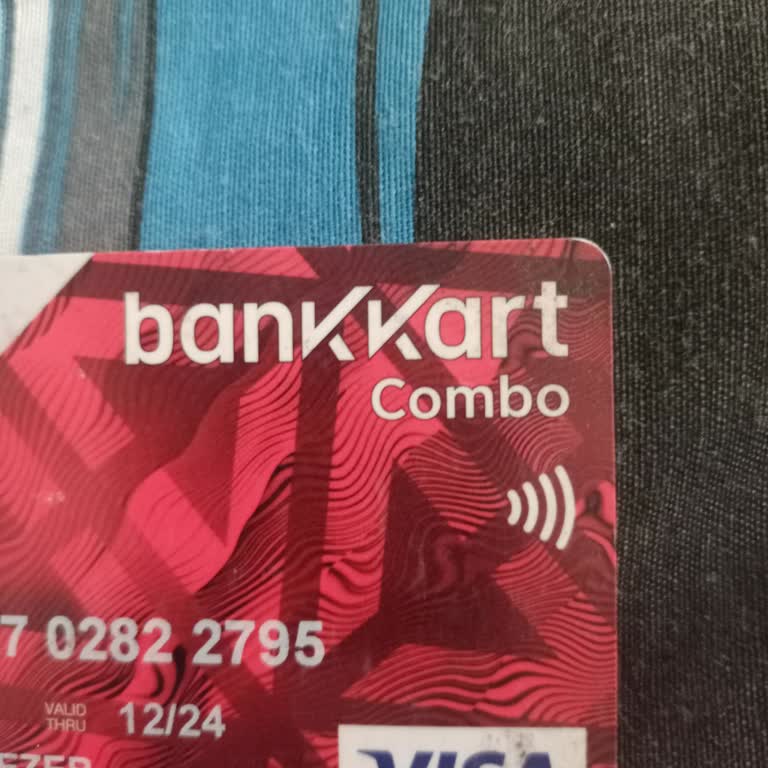 bankkart
Combo
7 0282 2795
VALID
THRU 12/24
VISA